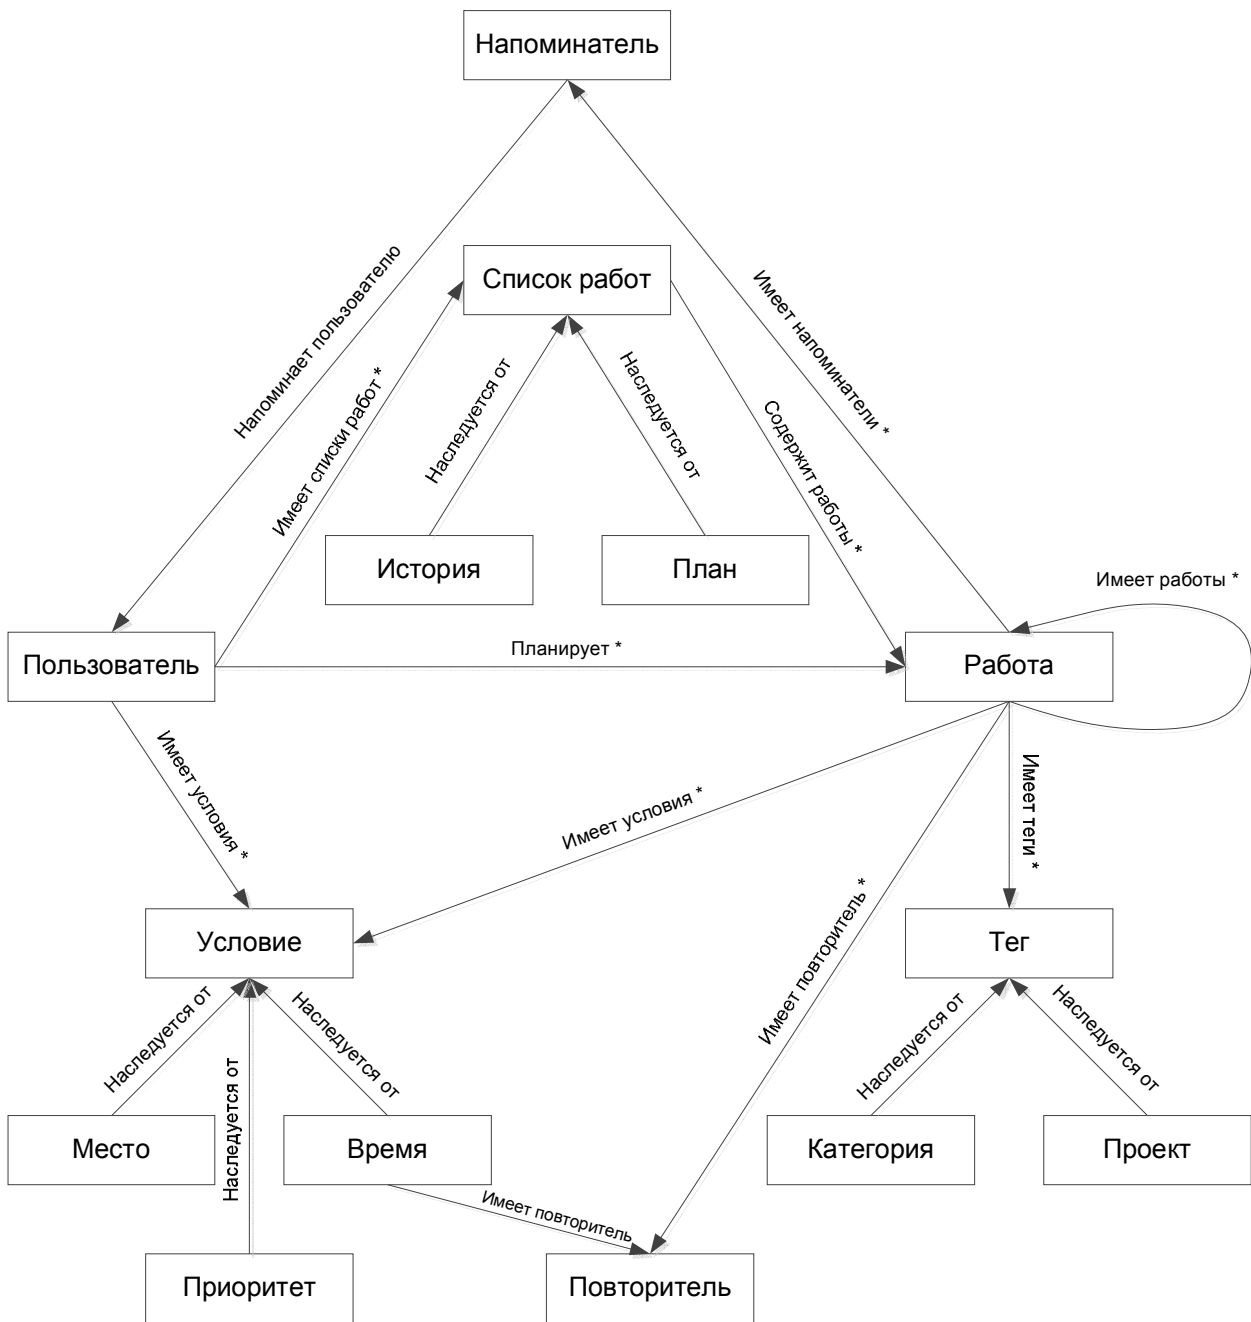 Напоминатель
Напоминает пользователю
Имеет напоминатели *
Список работ
Имеет списки работ *
Наследуется от
Наследуется от
Содержит работы *
История
План
Имеет работы *
Пользователь
Планирует *
Работа
Имеет условия *
Имеет условия *
Имеет повторитель *
Имеет теги *
Условие
Тег
Наследуется от
Наследуется от
Наследуется от
Наследуется от
Наследуется от
Место
Время
Категория
Проект
Имеет повторитель
Приоритет
Повторитель